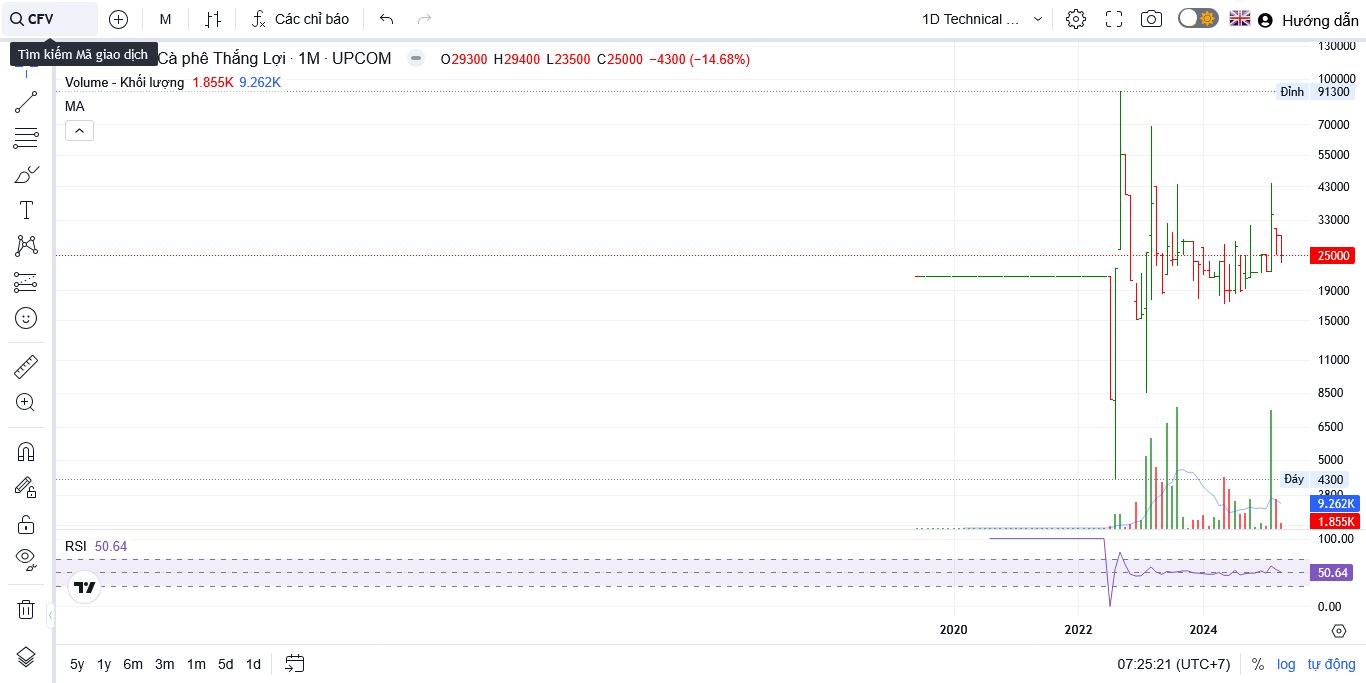 CFV M Các chỉ báo 1D Technical ... Hướng dẫn
Tìm kiếm Mã giao dịch
Cà phê Thắng Lợi · 1M · UPCOM O29300 H29400 L23500 C25000 −4300 (−14.68%)
Volume - Khối lượng 1.855K 9.262K
MA
130000
100000
Đỉnh 91300
70000
55000
43000
33000
25000
19000
15000
11000
8500
6500
5000
Đáy 4300
3800
9.262K
1.855K
RSI 50.64
100.00
50.64
0.00
2020 2022 2024
5y 1y 6m 3m 1m 5d 1d 07:25:21 (UTC+7) % log tự động